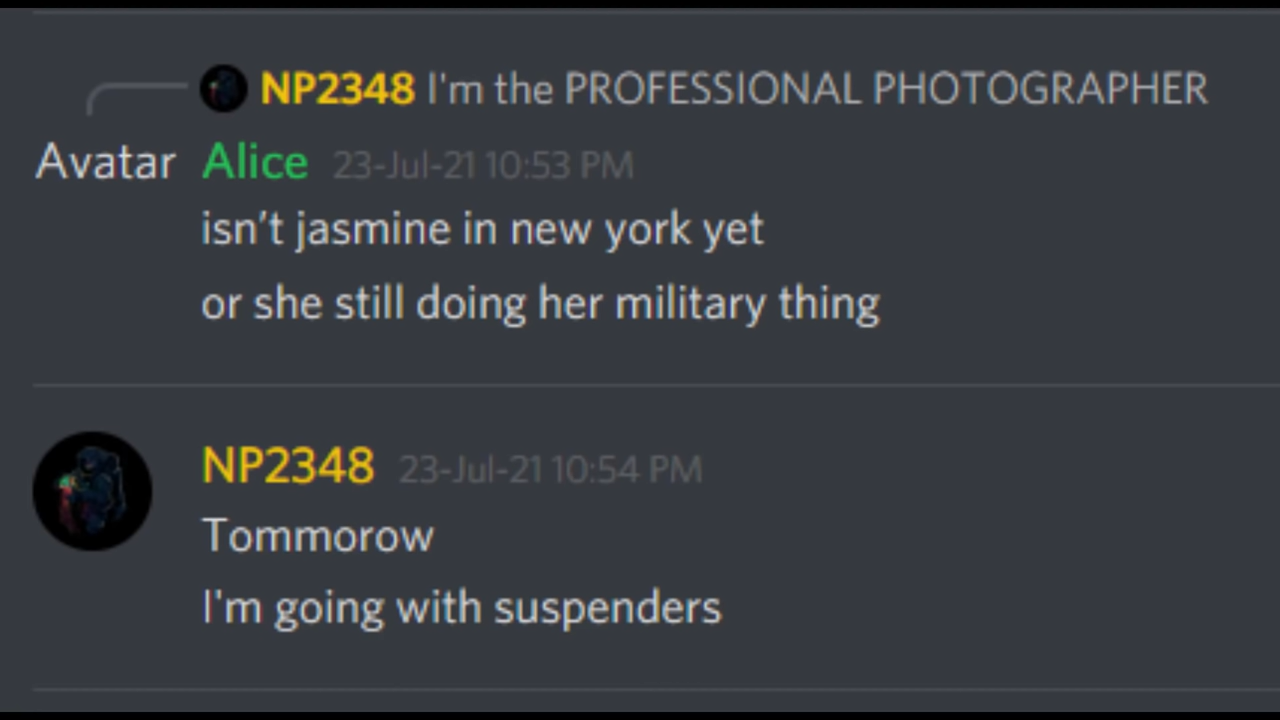 NP2348 I'm the PROFESSIONAL PHOTOGRAPHER
Avatar Alice 23-Jul-21 10:53 PM
isn’t jasmine in new york yet
or she still doing her military thing
NP2348 23-Jul-21 10:54 PM
Tommorow
I'm going with suspenders